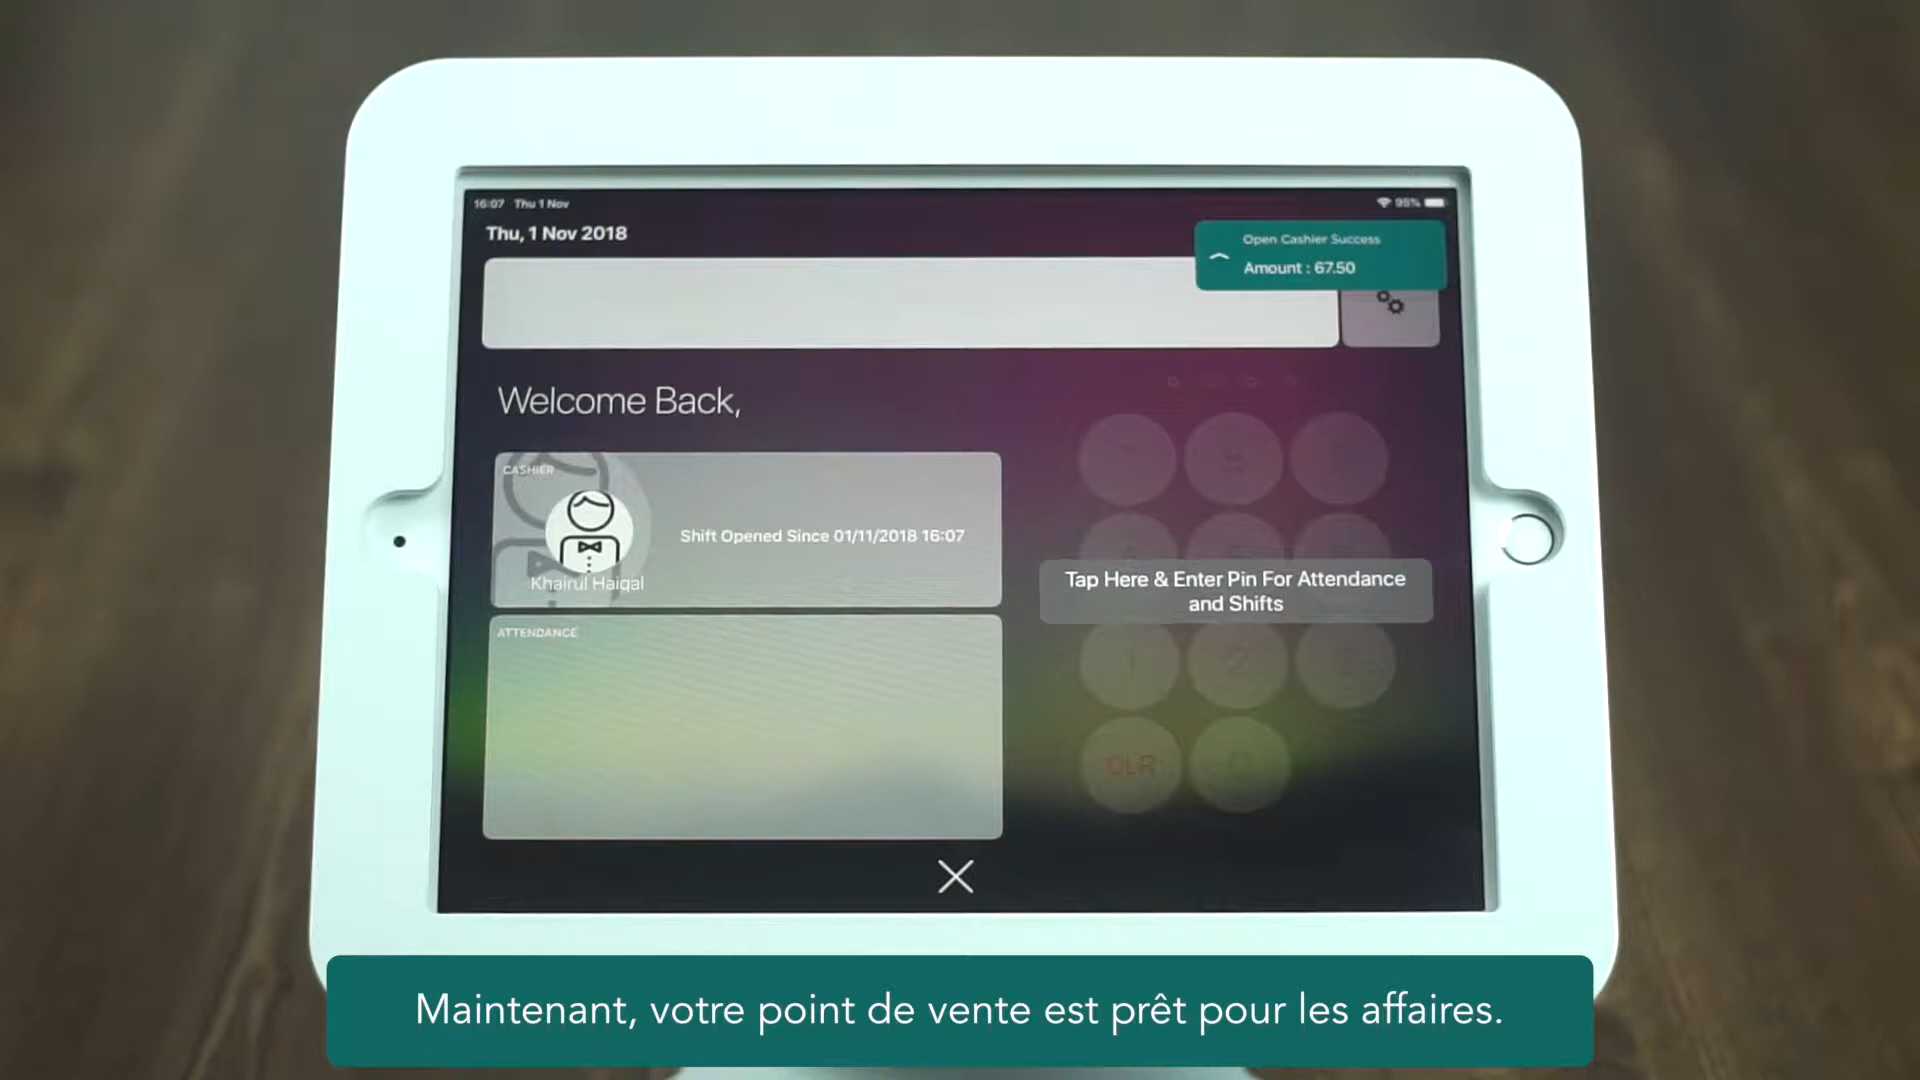 16:07 Thu 1 Nov
95%
Thu, 1 Nov 2018
Open Cashier Success
Amount : 67.50
Welcome Back,
CASHIER
Shift Opened Since 01/11/2018 16:07
Khairul Haiqal
Tap Here & Enter Pin For Attendance
and Shifts
ATTENDANCE
1
2
CLR
Maintenant, votre point de vente est prêt pour les affaires.